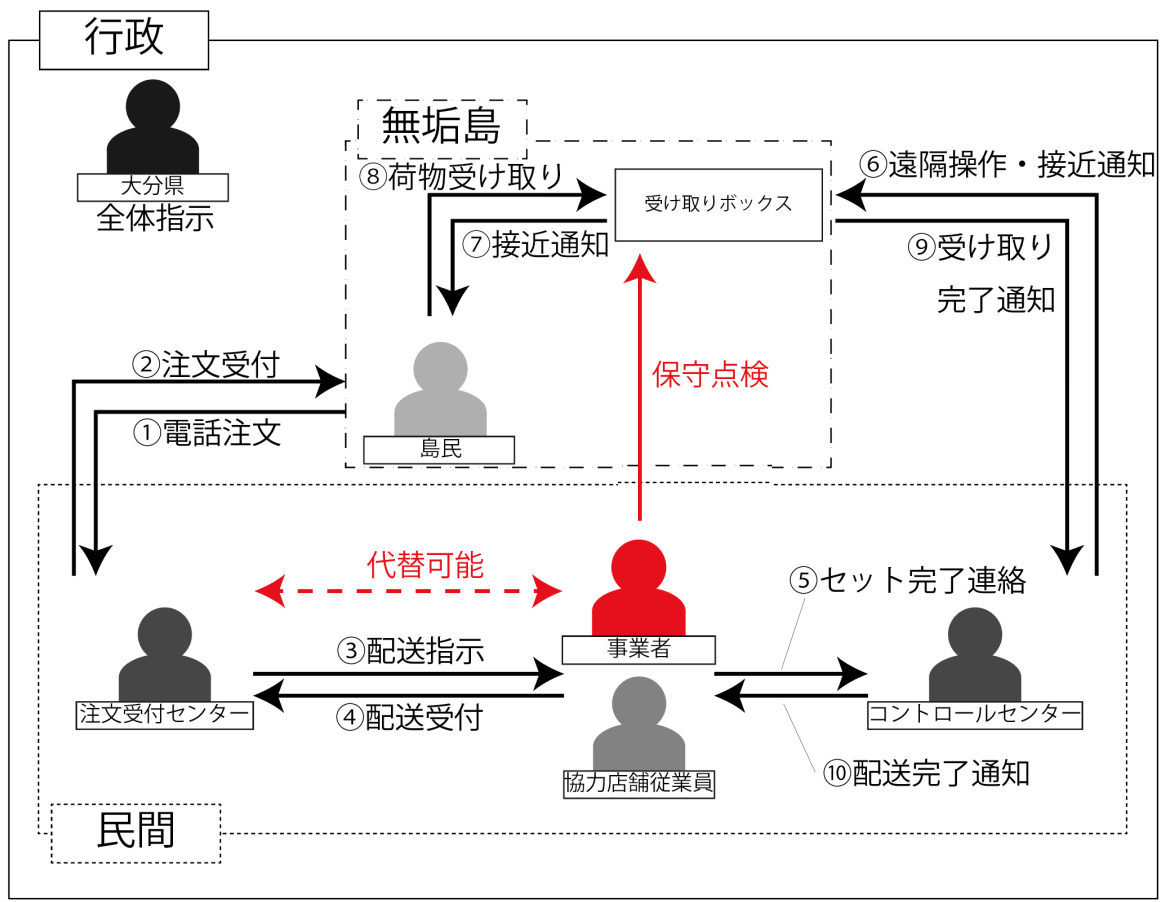 行政
大分県
全体指示
無垢島
⑧荷物受け取り
受け取りボックス
⑥遠隔操作・接近通知
⑦接近通知
⑨受け取り
完了通知
②注文受付
①電話注文
島民
保守点検
代替可能
事業者
⑤セット完了連絡
③配送指示
④配送受付
注文受付センター
コントロールセンター
協力店舗従業員
⑩配送完了通知
民間